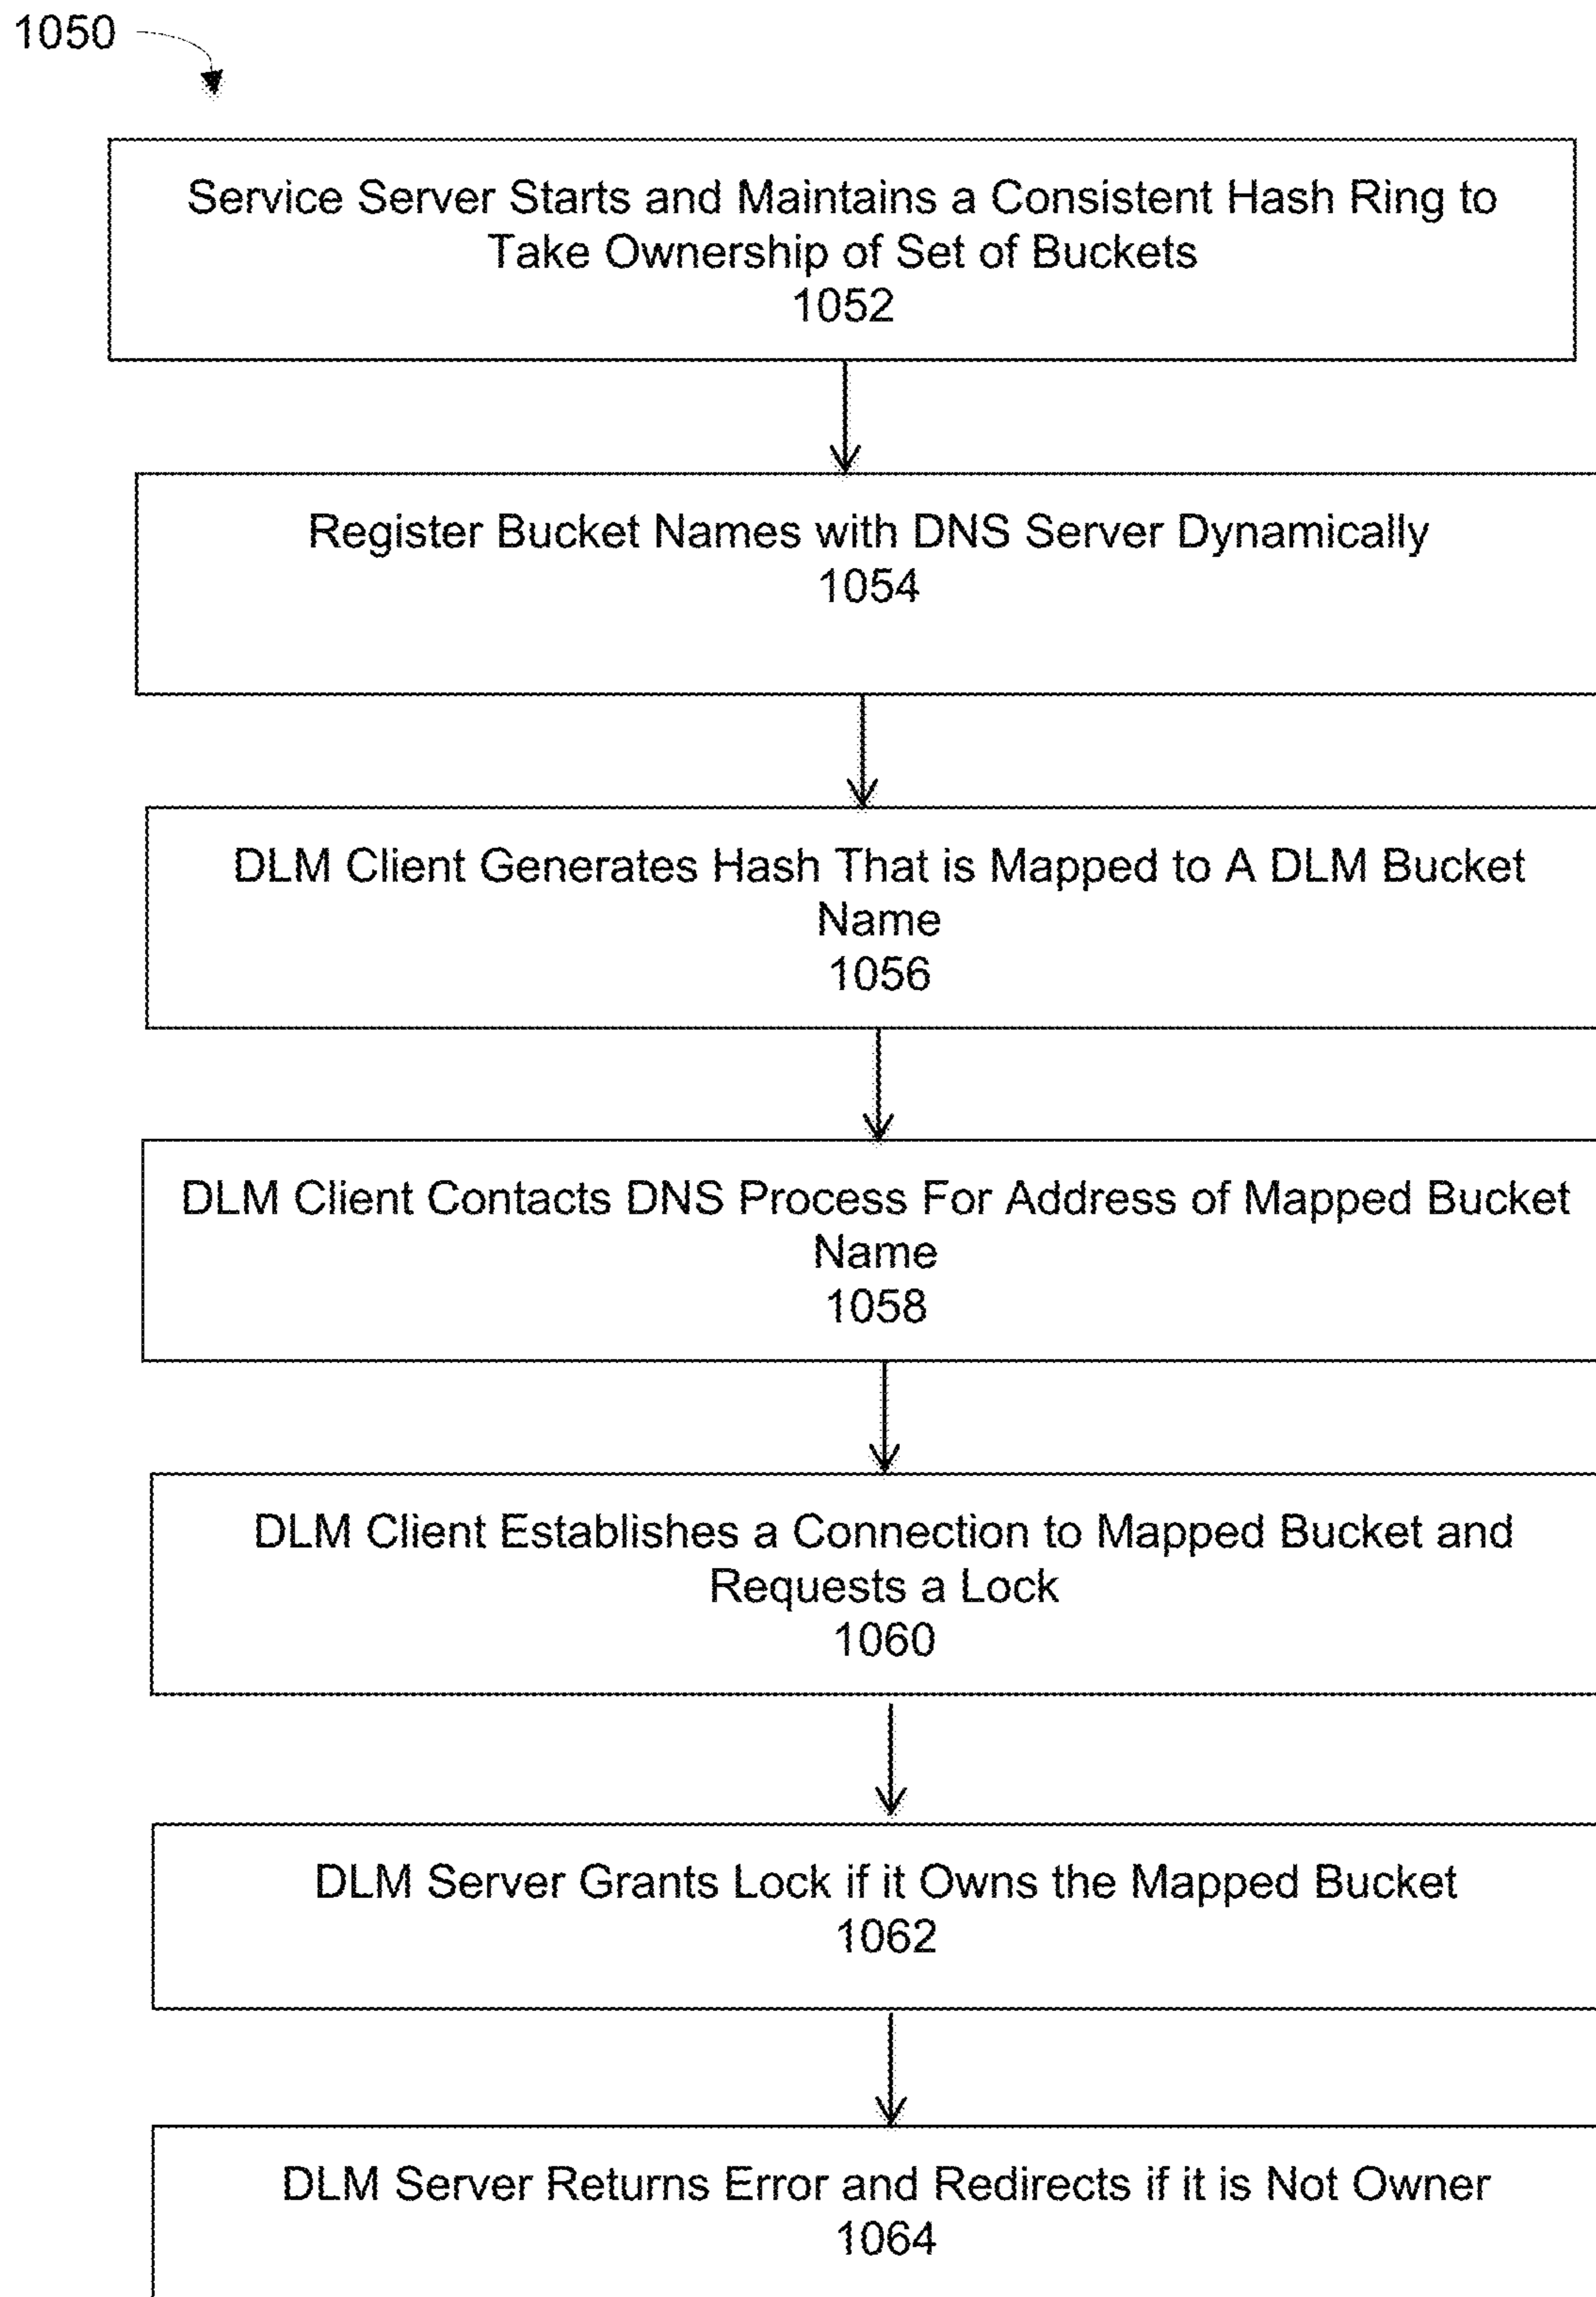 1050
Service Server Starts and Maintains a Consistent Hash Ring to
Take Ownership of Set of Buckets
1052
Register Bucket Names with DNS Server Dynamically
1054
DLM Client Generates Hash That is Mapped to A DLM Bucket
Name
1056
DLM Client Contacts DNS Process For Address of Mapped Bucket
Name
1058
DLM Client Establishes a Connection to Mapped Bucket and
Requests a Lock
1060
DLM Server Grants Lock if it Owns the Mapped Bucket
1062
DLM Server Returns Error and Redirects if it is Not Owner
1064